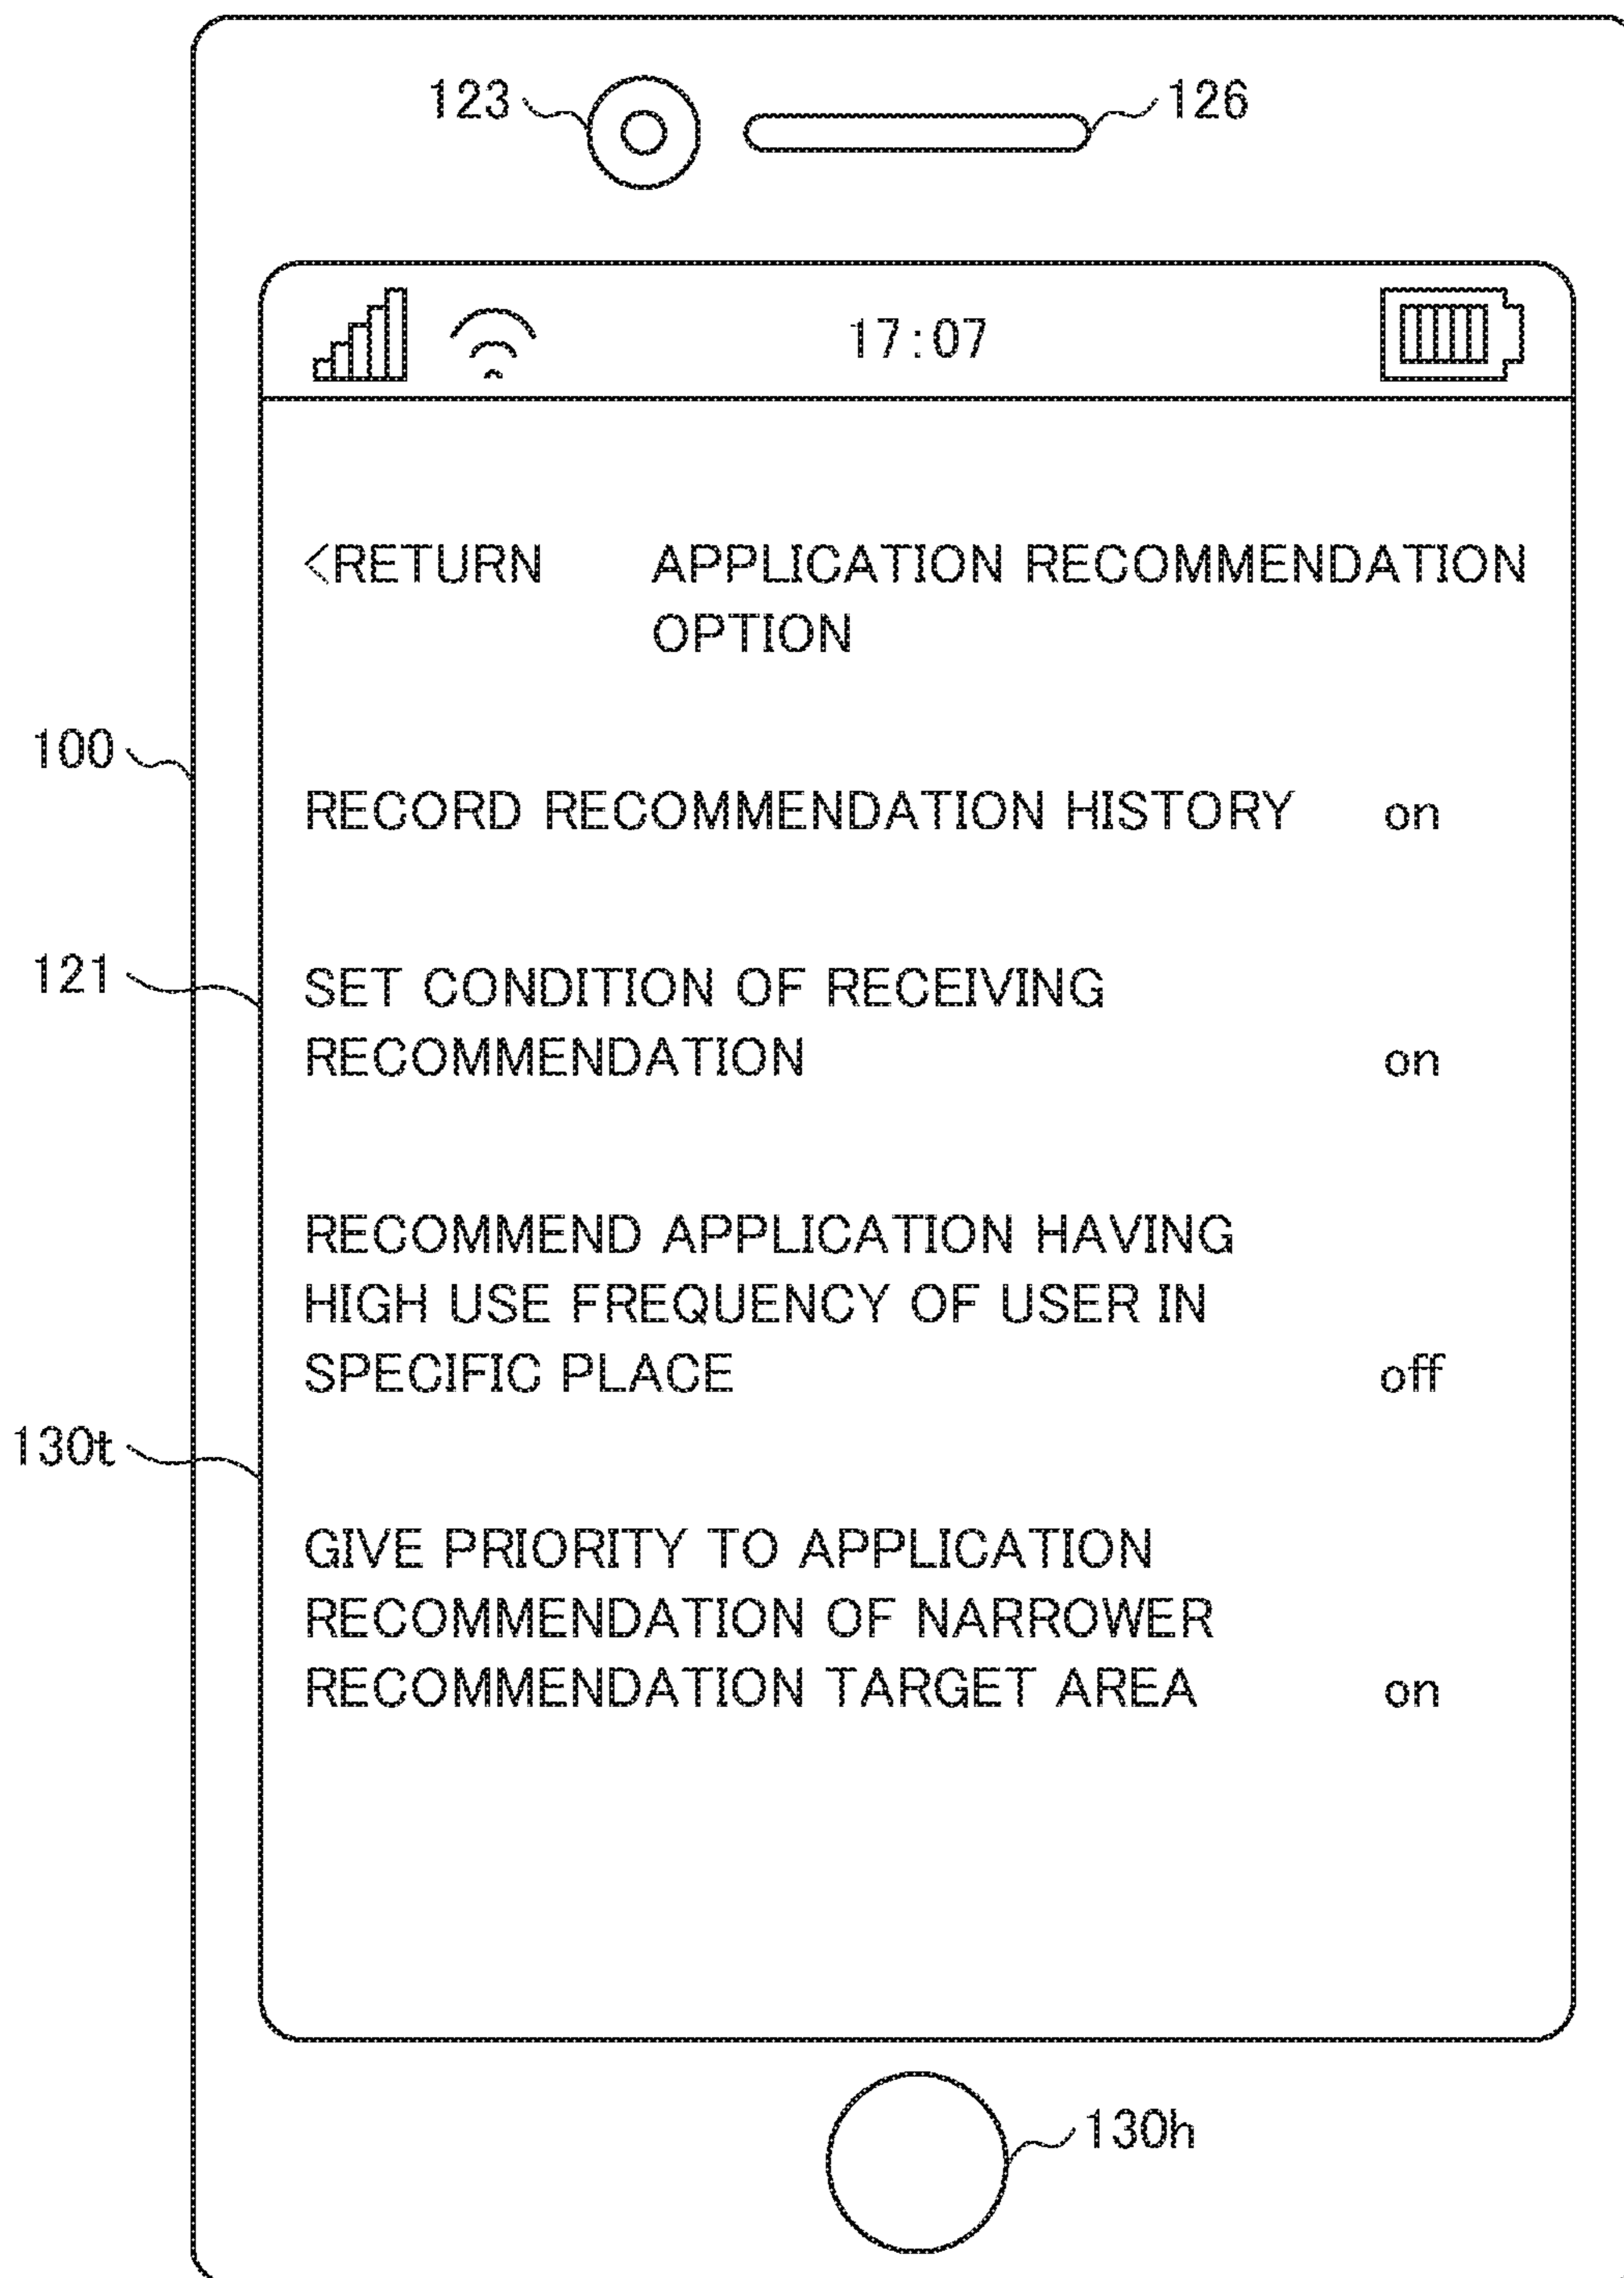 123
126
17:07
<RETURN APPLICATION RECOMMENDATION
OPTION
100
RECORD RECOMMENDATION HISTORY on
121
SET CONDITION OF RECEIVING
RECOMMENDATION on
RECOMMEND APPLICATION HAVING
HIGH USE FREQUENCY OF USER IN
SPECIFIC PLACE off
130t
GIVE PRIORITY TO APPLICATION
RECOMMENDATION OF NARROWER
RECOMMENDATION TARGET AREA on
130h